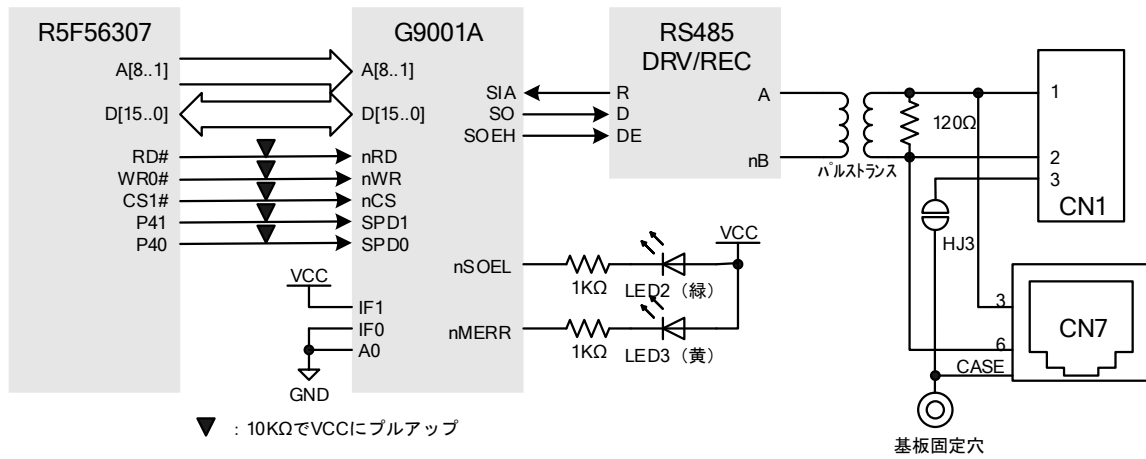 R5F56307
A[8..1]
D[15..0]
RD#
WR0#
CS1#
P41
P40
G9001A
A[8..1]
D[15..0]
nRD
nWR
nCS
SPD1
SPD0
VCC
IF1
IF0
A0
GND
SIA
SO
SOEH
nSOEL
nMERR
RS485
DRV/REC
R
D
DE
A
nB
パルストランス
120Ω
1
2
3
CN1
HJ3
VCC
1KΩ
LED2（緑）
1KΩ
LED3（黄）
3
6
CASE
CN7
基板固定穴
：10KΩでVCCにプルアップ